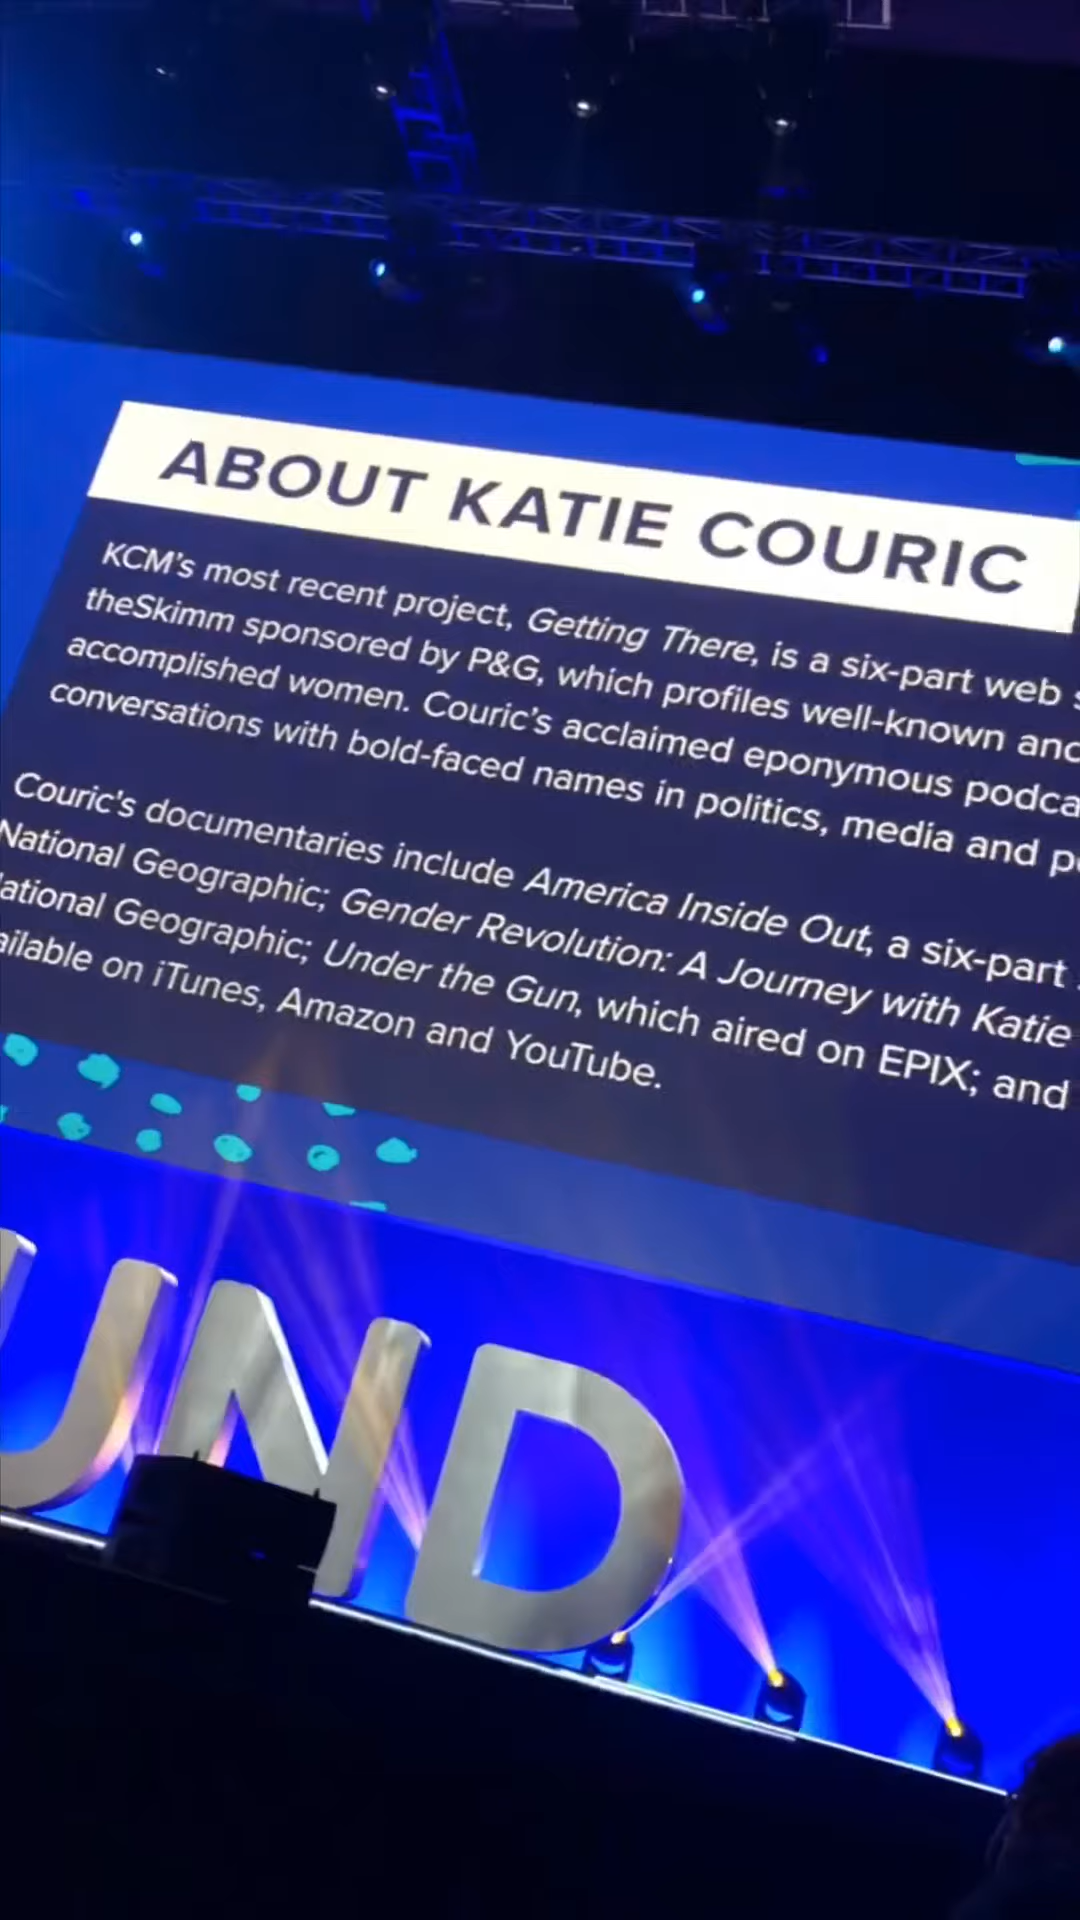 ABOUT KATIE COURIC
KCM's most recent project, Getting There, is a six-part web
theSkimm sponsored by P&G, which profiles well-known and
accomplished women. Couric's acclaimed eponymous podca
conversations with bold-faced names in politics, media and p
Couric's documentaries include America Inside Out, a six-part
National Geographic; Gender Revolution: A Journey with Katie
ational Geographic; Under the Gun, which aired on EPIX; and
ailable on iTunes, Amazon and YouTube.
UND